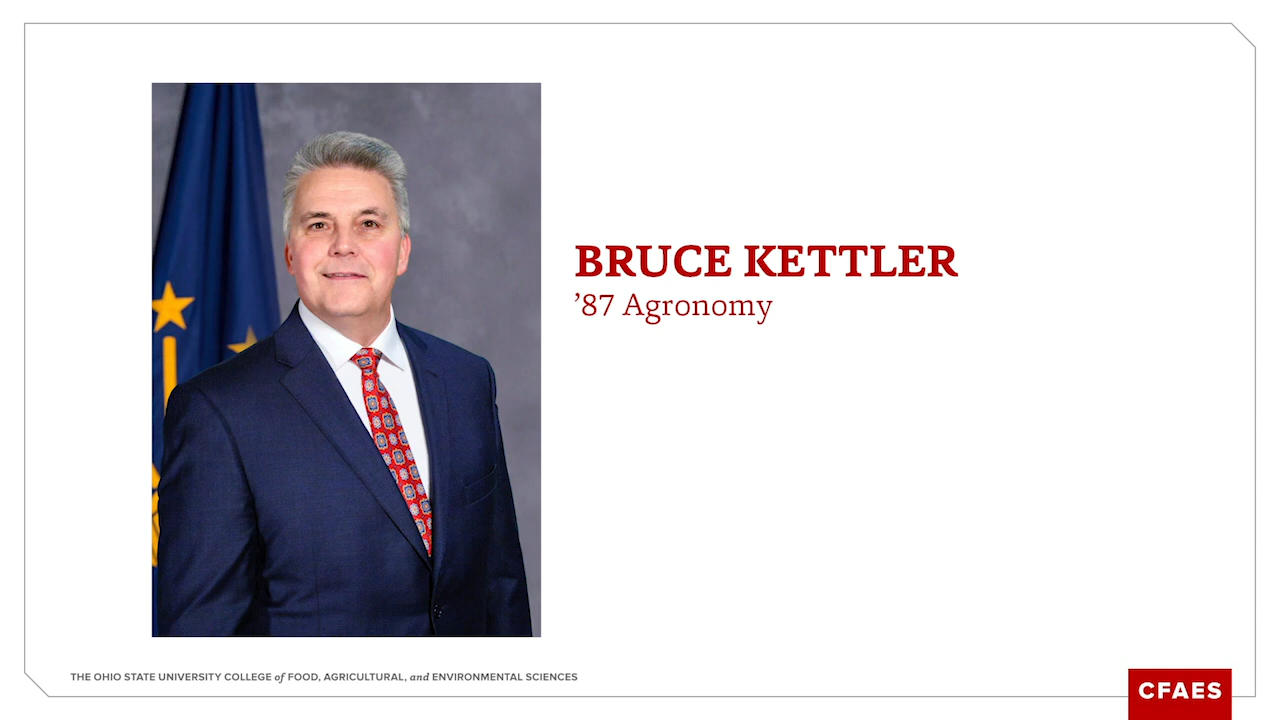 BRUCE KETTLER
’87 Agronomy
THE OHIO STATE UNIVERSITY COLLEGE of FOOD, AGRICULTURAL, and ENVIRONMENTAL SCIENCES
CFAES